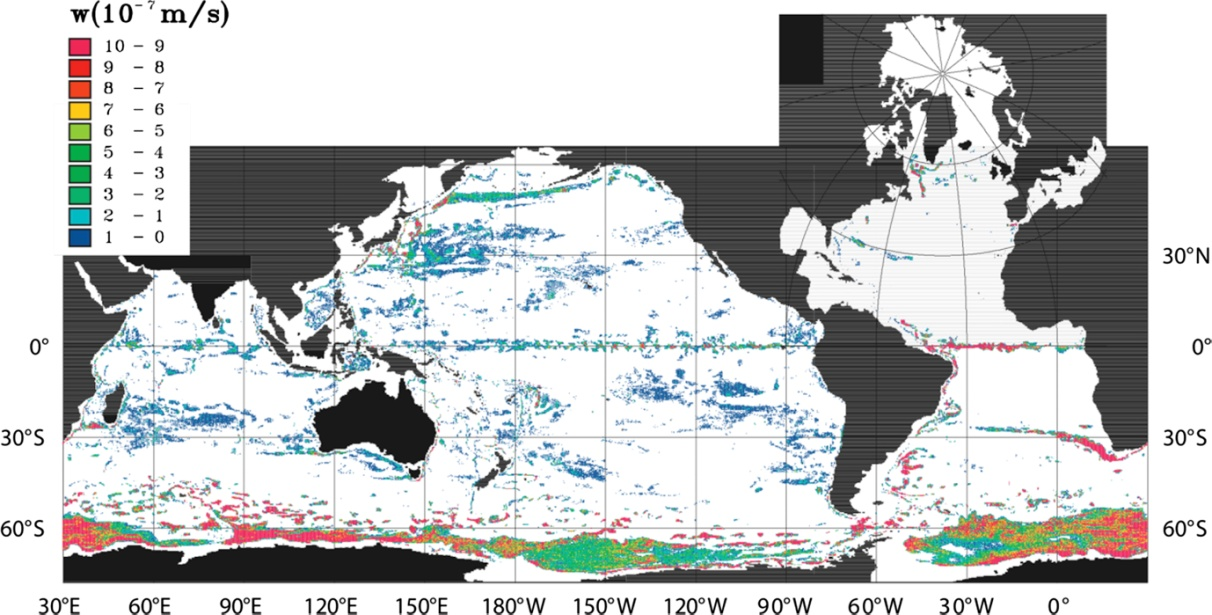 w(10⁻⁷m/s)
10 - 9
9 - 8
8 - 7
7 - 6
6 - 5
5 - 4
4 - 3
3 - 2
2 - 1
1 - 0
30°N
0° 0°
30°S 30°S
60°S 60°S
30°E 60°E 90°E 120°E 150°E 180°W 150°W 120°W 90°W 60°W 30°W 0°